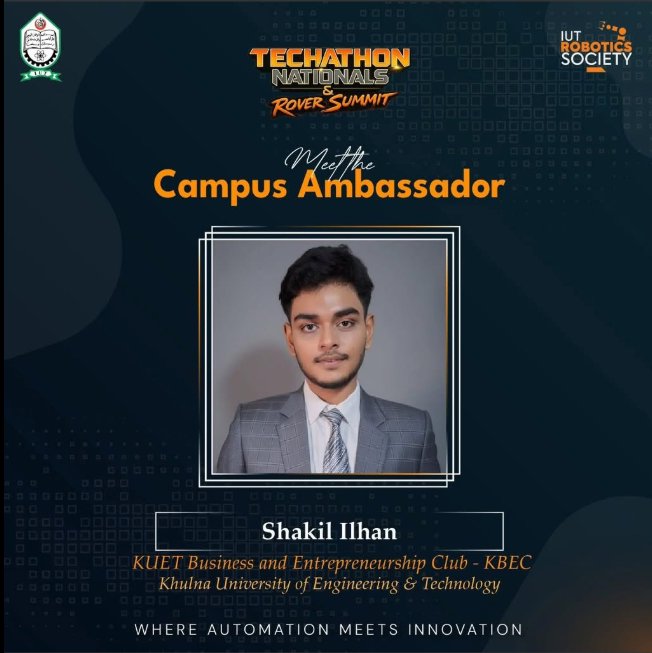 I U T
IUT
ROBOTICS
SOCIETY
TECHATHON
NATIONALS
&
ROVER SUMMIT
Meet the
Campus Ambassador
Shakil Ilhan
KUET Business and Entrepreneurship Club - KBEC
Khulna University of Engineering & Technology
WHERE AUTOMATION MEETS INNOVATION